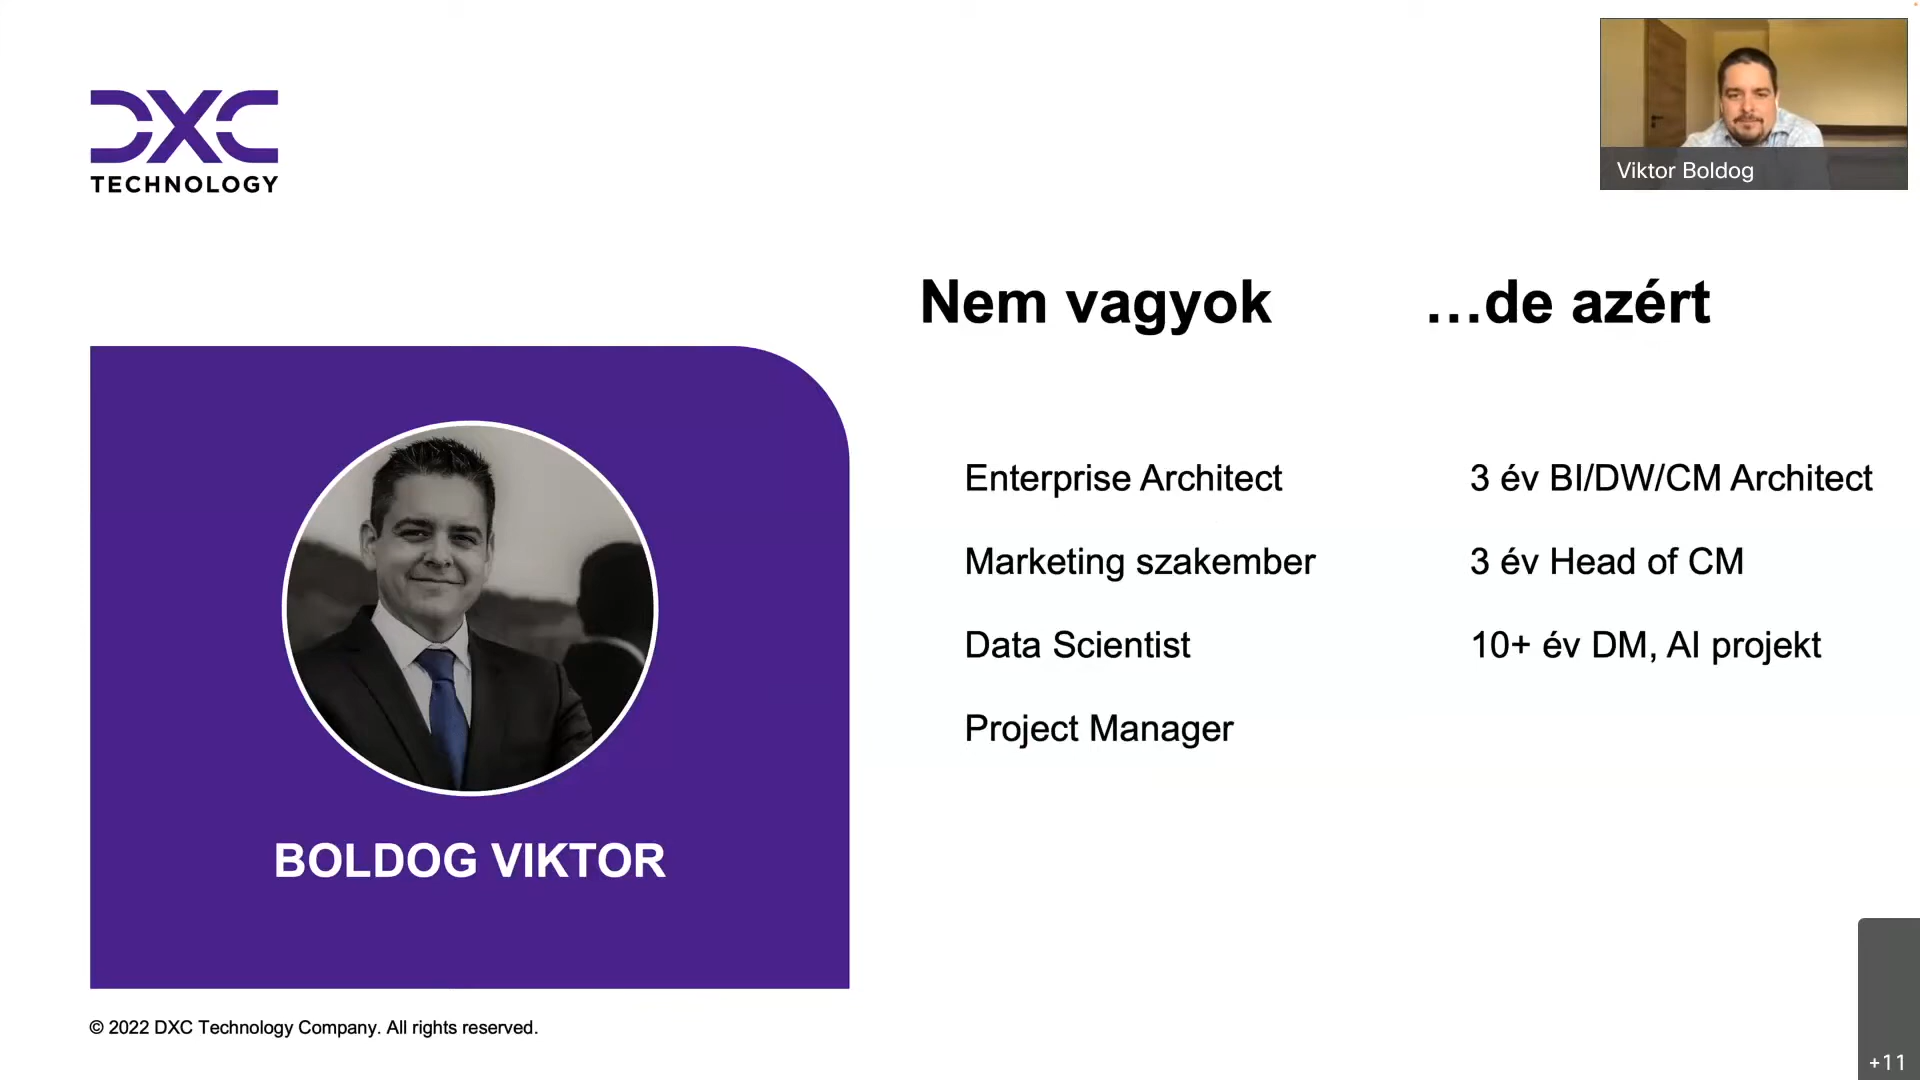 DXC
TECHNOLOGY
Viktor Boldog
Nem vagyok
...de azért
Enterprise Architect
3 év BI/DW/CM Architect
Marketing szakember
3 év Head of CM
Data Scientist
10+ év DM, AI projekt
Project Manager
BOLDOG VIKTOR
© 2022 DXC Technology Company. All rights reserved.
+11